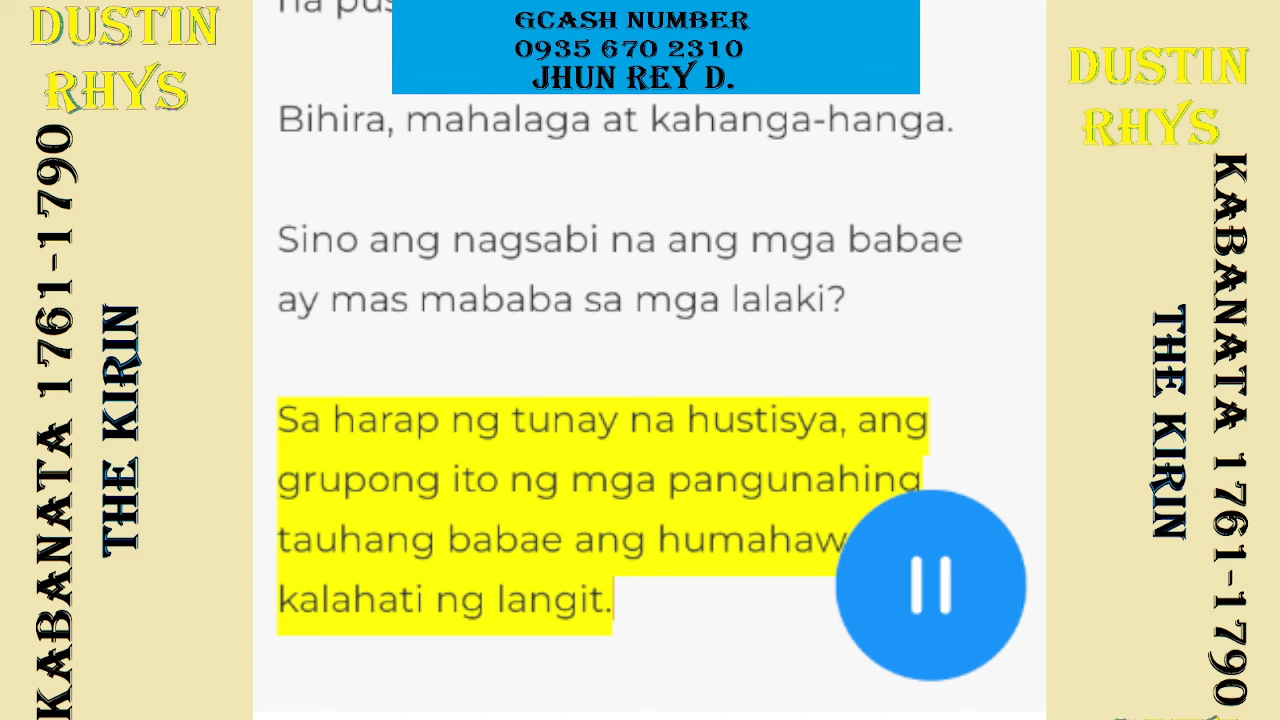 DUSTIN
RHYS
KABANATA 1761-1790
THE KIRIN
GCASH NUMBER
0935 670 2310
JHUN REY D.
Bihira, mahalaga at kahanga-hanga.
Sino ang nagsabi na ang mga babae
ay mas mababa sa mga lalaki?
Sa harap ng tunay na hustisya, ang
grupong ito ng mga pangunahing
tauhang babae ang
kalahati ng langit.
DUSTIN
RHYS
KABANATA 1761-1790
THE KIRIN